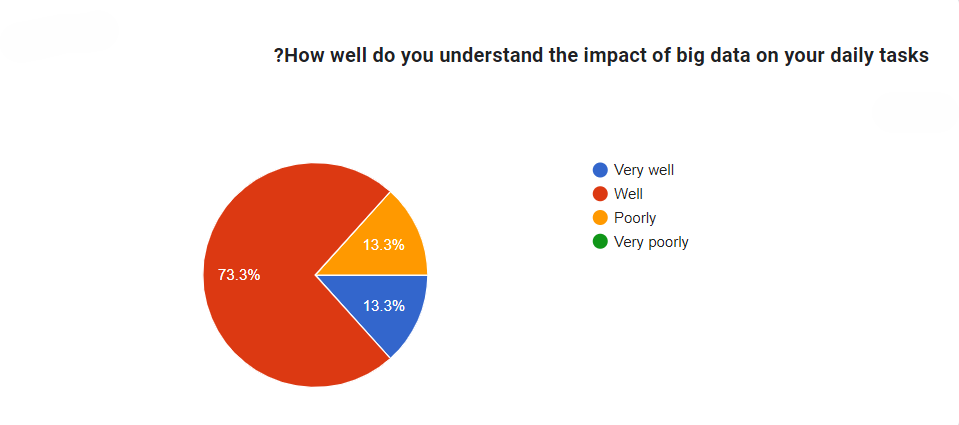 ?How well do you understand the impact of big data on your daily tasks
Very well
Well
Poorly
Very poorly
13.3%
73.3%
13.3%